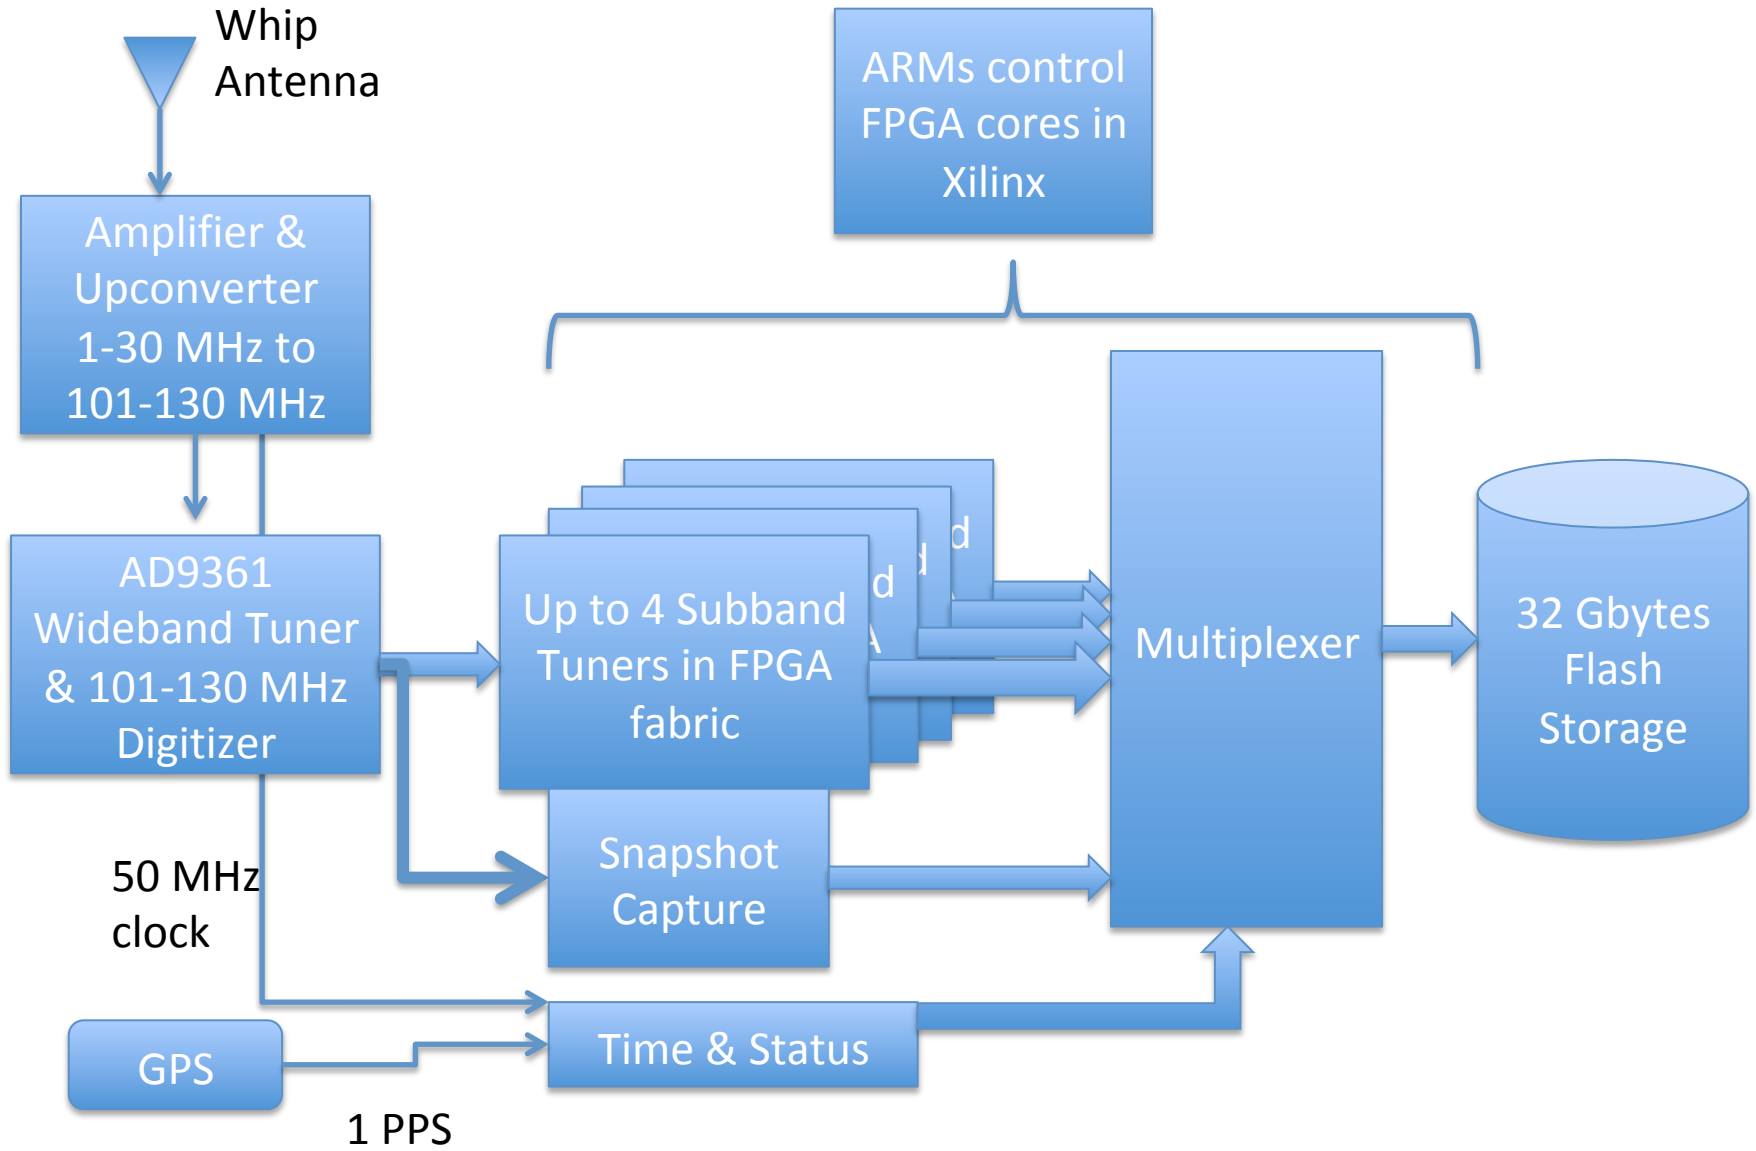 Whip
Antenna
ARMs control
FPGA cores in
Xilinx
Amplifier &
Upconverter
1-30 MHz to
101-130 MHz
AD9361
Wideband Tuner
& 101-130 MHz
Digitizer
Up to 4 Subband
Tuners in FPGA
fabric
d
d
d
A
Multiplexer
32 Gbytes
Flash
Storage
Snapshot
Capture
50 MHz
clock
Time & Status
GPS
1 PPS